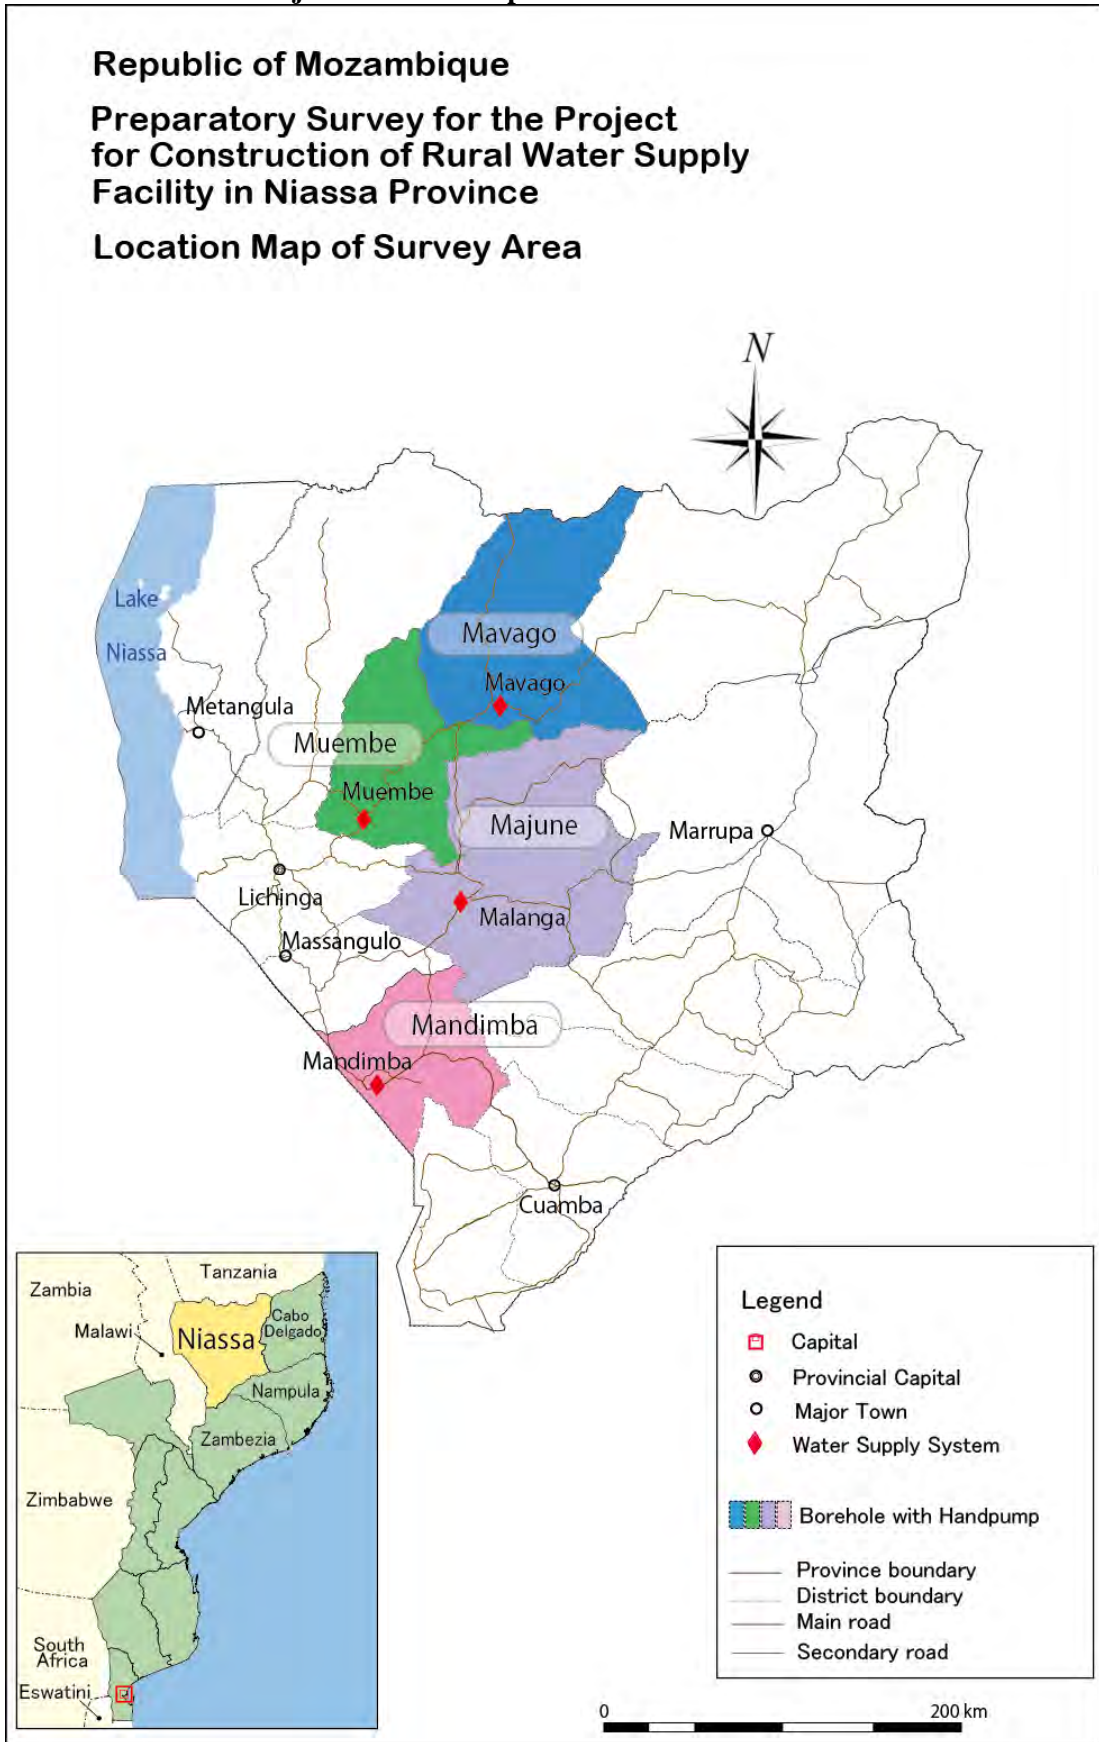 Republic of Mozambique
Preparatory Survey for the Project
for Construction of Rural Water Supply
Facility in Niassa Province
Location Map of Survey Area
N
Lake
Niassa
Mavago
Mavago
Metangula
Muembe
Muembe
Majune
Marrupa
Lichinga
Malanga
Massangulo
Mandimba
Mandimba
Cuamba
Tanzania
Zambia
Cabo
Delgado
Malawi
Niassa
Nampula
Zambezia
Zimbabwe
South
Africa
Eswatini
Legend
Capital
Provincial Capital
Major Town
Water Supply System
Borehole with Handpump
Province boundary
District boundary
Main road
Secondary road
0
200 km